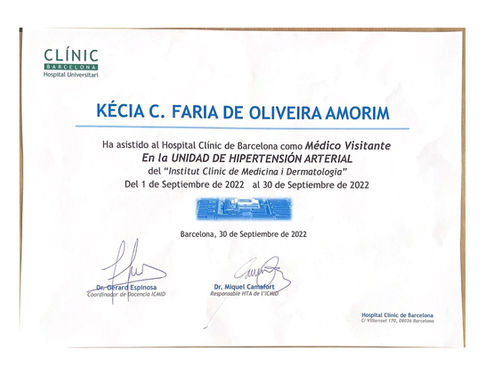 CLÍNIC
BARCELONA
Hospital Universitari
KÉCIA C. FARIA DE OLIVEIRA AMORIM
Ha asistido al Hospital Clínic de Barcelona como Médico Visitante
En la UNIDAD DE HIPERTENSIÓN ARTERIAL
del "Institut Clinic de Medicina i Dermatologia"
Del 1 de Septiembre de 2022 al 30 de Septiembre de 2022
Barcelona, 30 de Septiembre de 2022
Dr. Gerard Espinosa
Coordinador de Docencia ICMID
Dr. Miquel Camafort
Responsable HTA de l'ICMID
Hospital Clínic de Barcelona
C/ Villarroel 170, 08036 Barcelona